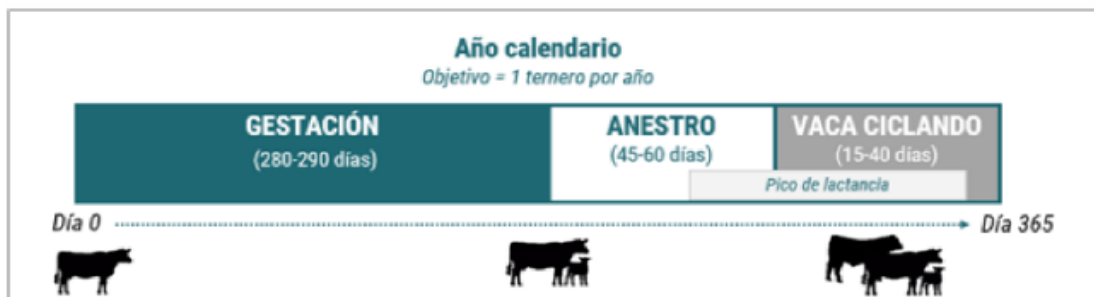 Año calendario
Objetivo = 1 ternero por año
GESTACIÓN
(280-290 días)
ANESTRO
(45-60 días)
VACA CICLANDO
(15-40 días)
Pico de lactancia
Día 0
Día 365